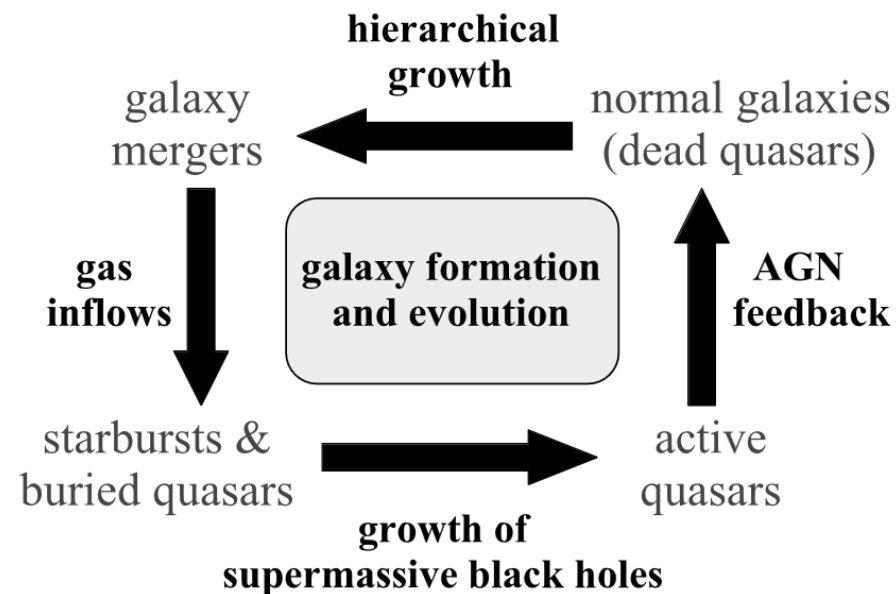 hierarchical
growth
galaxy
mergers
normal galaxies
(dead quasars)
gas
inflows
galaxy formation
and evolution
AGN
feedback
starbursts &
buried quasars
active
quasars
growth of
supermassive black holes